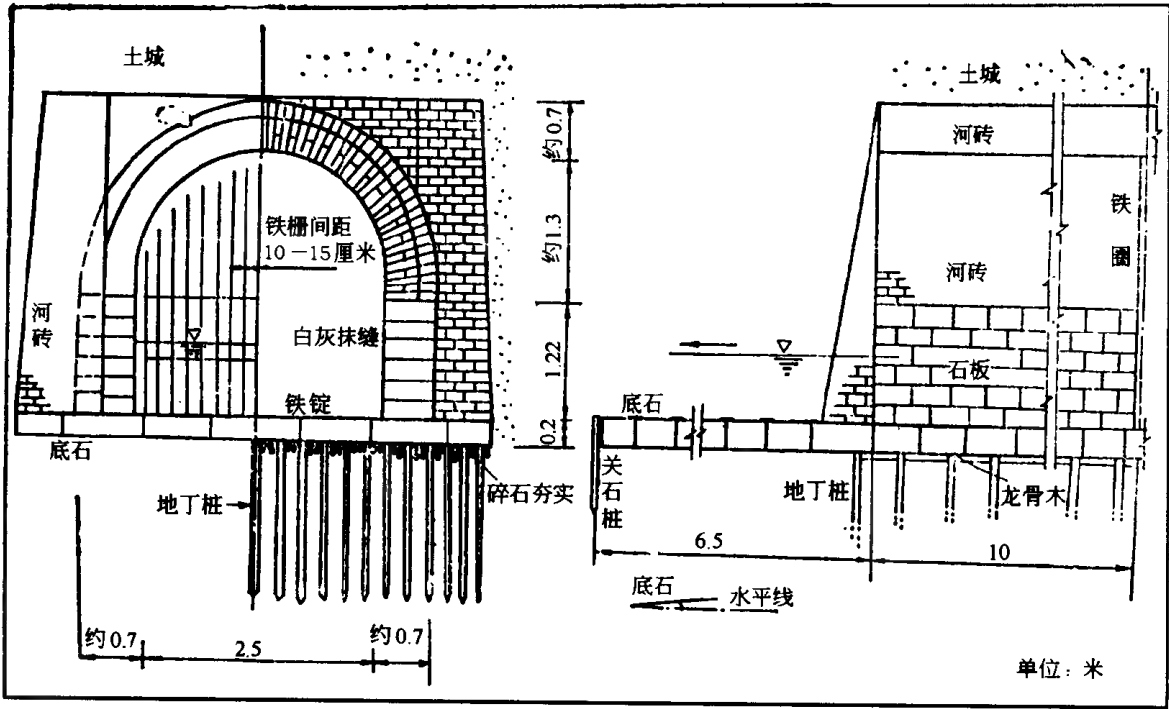 土城
约0.7
铁栅间距
10－15厘米
约1.3
河砖
白灰抹缝
1.22
铁锭
0.2
底石
碎石夯实
地丁桩
约0.7
2.5
约0.7
土城
河砖
铁
河砖
石板
底石
关石桩
地丁桩
龙骨木
6.5
10
底石
水平线
单位：米